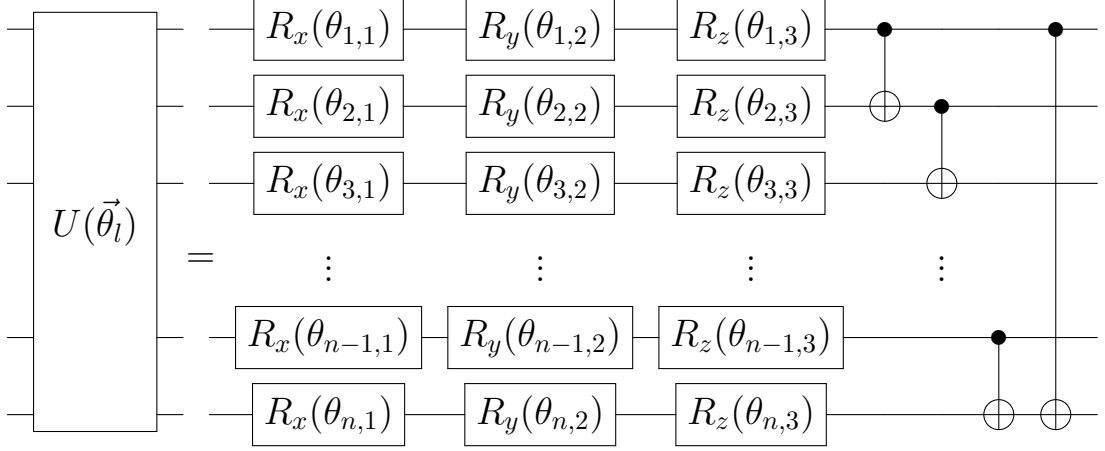 R_x(θ_{1,1}) R_y(θ_{1,2}) R_z(θ_{1,3})
R_x(θ_{2,1}) R_y(θ_{2,2}) R_z(θ_{2,3})
R_x(θ_{3,1}) R_y(θ_{3,2}) R_z(θ_{3,3})
U(\vec{θ}_l) = ⋮ ⋮ ⋮ ⋮
R_x(θ_{n−1,1}) R_y(θ_{n−1,2}) R_z(θ_{n−1,3})
R_x(θ_{n,1}) R_y(θ_{n,2}) R_z(θ_{n,3})